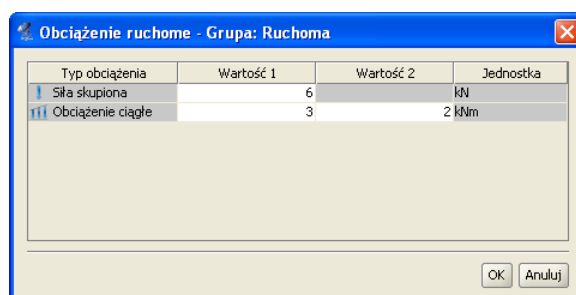 Obciążenie ruchome - Grupa: Ruchoma
Typ obciążenia Wartość 1 Wartość 2 Jednostka
Siła skupiona 6 kN
Obciążenie ciągłe 3 2 kNm
OK Anuluj